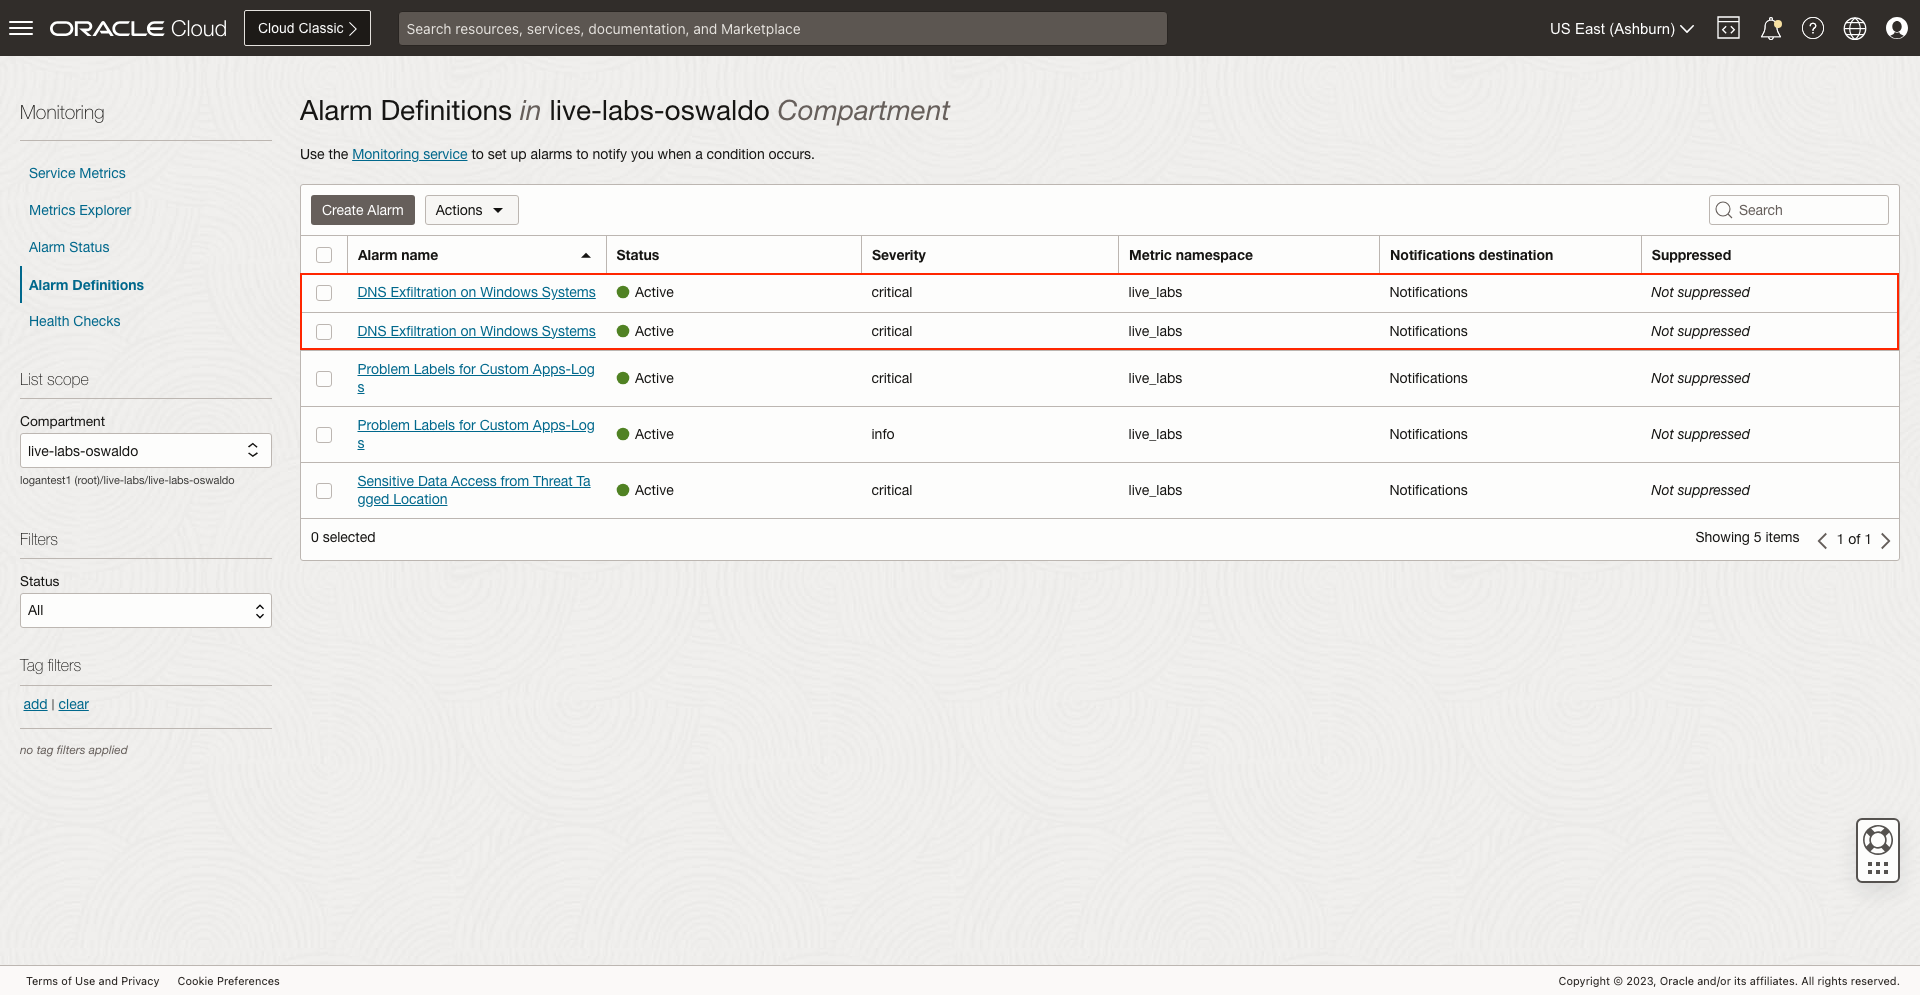 ORACLE Cloud
Cloud Classic
Search resources, services, documentation, and Marketplace
US East (Ashburn)
Monitoring
Service Metrics
Metrics Explorer
Alarm Status
Alarm Definitions
Health Checks
List scope
Compartment
live-labs-oswaldo
logantest1 (root)/live-labs/live-labs-oswaldo
Filters
Status
All
Tag filters
add | clear
no tag filters applied
Alarm Definitions in live-labs-oswaldo Compartment
Use the Monitoring service to set up alarms to notify you when a condition occurs.
Create Alarm Actions Search
Alarm name Status Severity Metric namespace Notifications destination Suppressed
DNS Exfiltration on Windows Systems Active critical live_labs Notifications Not suppressed
DNS Exfiltration on Windows Systems Active critical live_labs Notifications Not suppressed
Problem Labels for Custom Apps-Log
s
Active critical live_labs Notifications Not suppressed
Problem Labels for Custom Apps-Log
s
Active info live_labs Notifications Not suppressed
Sensitive Data Access from Threat Ta
gged Location
Active critical live_labs Notifications Not suppressed
0 selected Showing 5 items 1 of 1
Terms of Use and Privacy Cookie Preferences
Copyright © 2023, Oracle and/or its affiliates. All rights reserved.